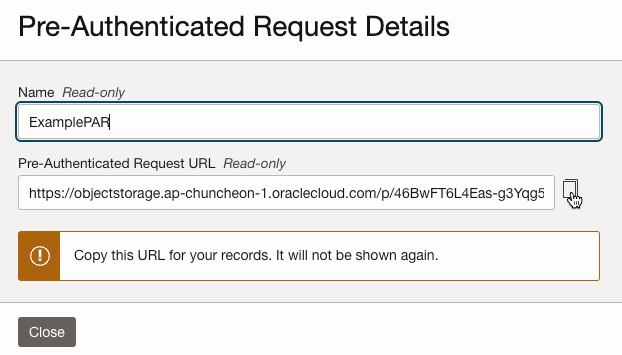 Pre-Authenticated Request Details
Name Read-only
ExamplePAR
Pre-Authenticated Request URL Read-only
https://objectstorage.ap-chuncheon-1.oraclecloud.com/p/46BwFT6L4Eas-g3Yqg5
Copy this URL for your records. It will not be shown again.
Close